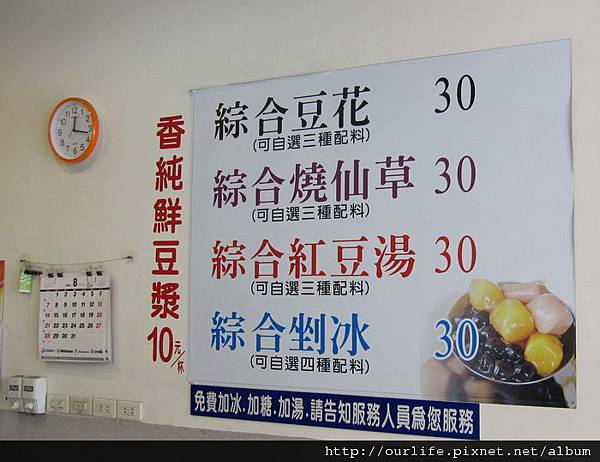 香純鮮豆漿10元/杯
綜合豆花 30
(可自選三種配料)
綜合燒仙草 30
(可自選三種配料)
綜合紅豆湯 30
(可自選三種配料)
綜合剉冰 30
(可自選四種配料)
免費加冰.加糖.加湯.請告知服務人員為您服務
8
http://ourlife.pixnet.net/album